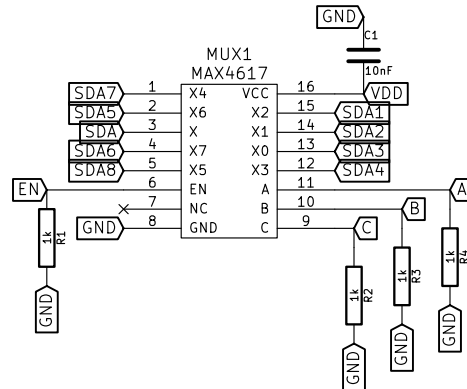 GND
C1
10nF
MUX1
MAX4617
SDA7 1 X4 VCC 16 VDD
SDA5 2 X6 X2 15 SDA1
SDA 3 X X1 14 SDA2
SDA6 4 X7 X0 13 SDA3
SDA8 5 X5 X3 12 SDA4
EN 6 EN A 11 A
7 NC B 10 B
GND 8 GND C 9 C
1k R1
1k R2
1k R3
1k R4
GND
GND
GND
GND